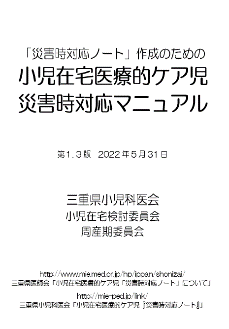 「災害時対応ノート」作成のための
小児在宅医療的ケア児
災害時対応マニュアル
第1.3版 2022年5月31日
三重県小児科医会
小児在宅検討委員会
周産期委員会
http://www.mie.med.or.jp/hp/ippan/shonizai/
三重県医師会「小児在宅医療的ケア児「災害時対応ノート」について」
http://mie-ped.jp/link/
三重県小児科医会「小児在宅医療的ケア児『災害時対応ノート』」